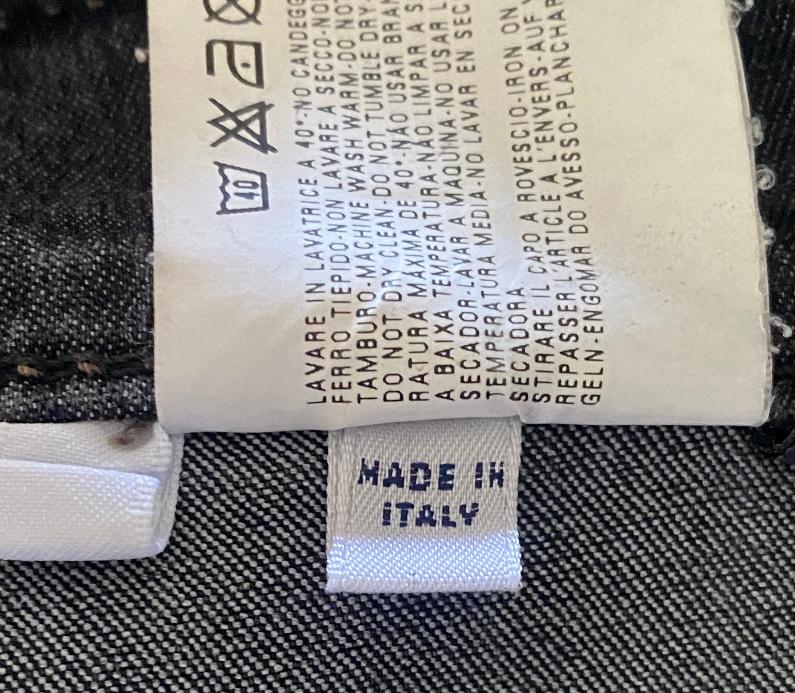 40
LAVARE IN LAVATRICE A 40°-NO CANDEGG
FERRO TIEPIDO-NON LAVARE A SECCO-NO
TAMBURO-MACHINE WASH WARM-DO NOT
DO NOT DRY CLEAN-DO NOT TUMBLE DRY-
RATURA MÁXIMA DE 40°-NÃO USAR BRAN
A BAIXA TEMPERATURA-NÃO LIMPAR A S
SECADOR-LAVAR A MAQUINA-NO USAR L
TEMPERATURA MEDIA-NO LAVAR EN SEC
SECADORA
STIRARE IL CAPO A ROVESCIO-IRON ON
REPASSER L'ARTICLE A L'ENVERS-AUF
GELN-ENGOMAR DO AVESSO-PLANCHAR
MADE IN
ITALY